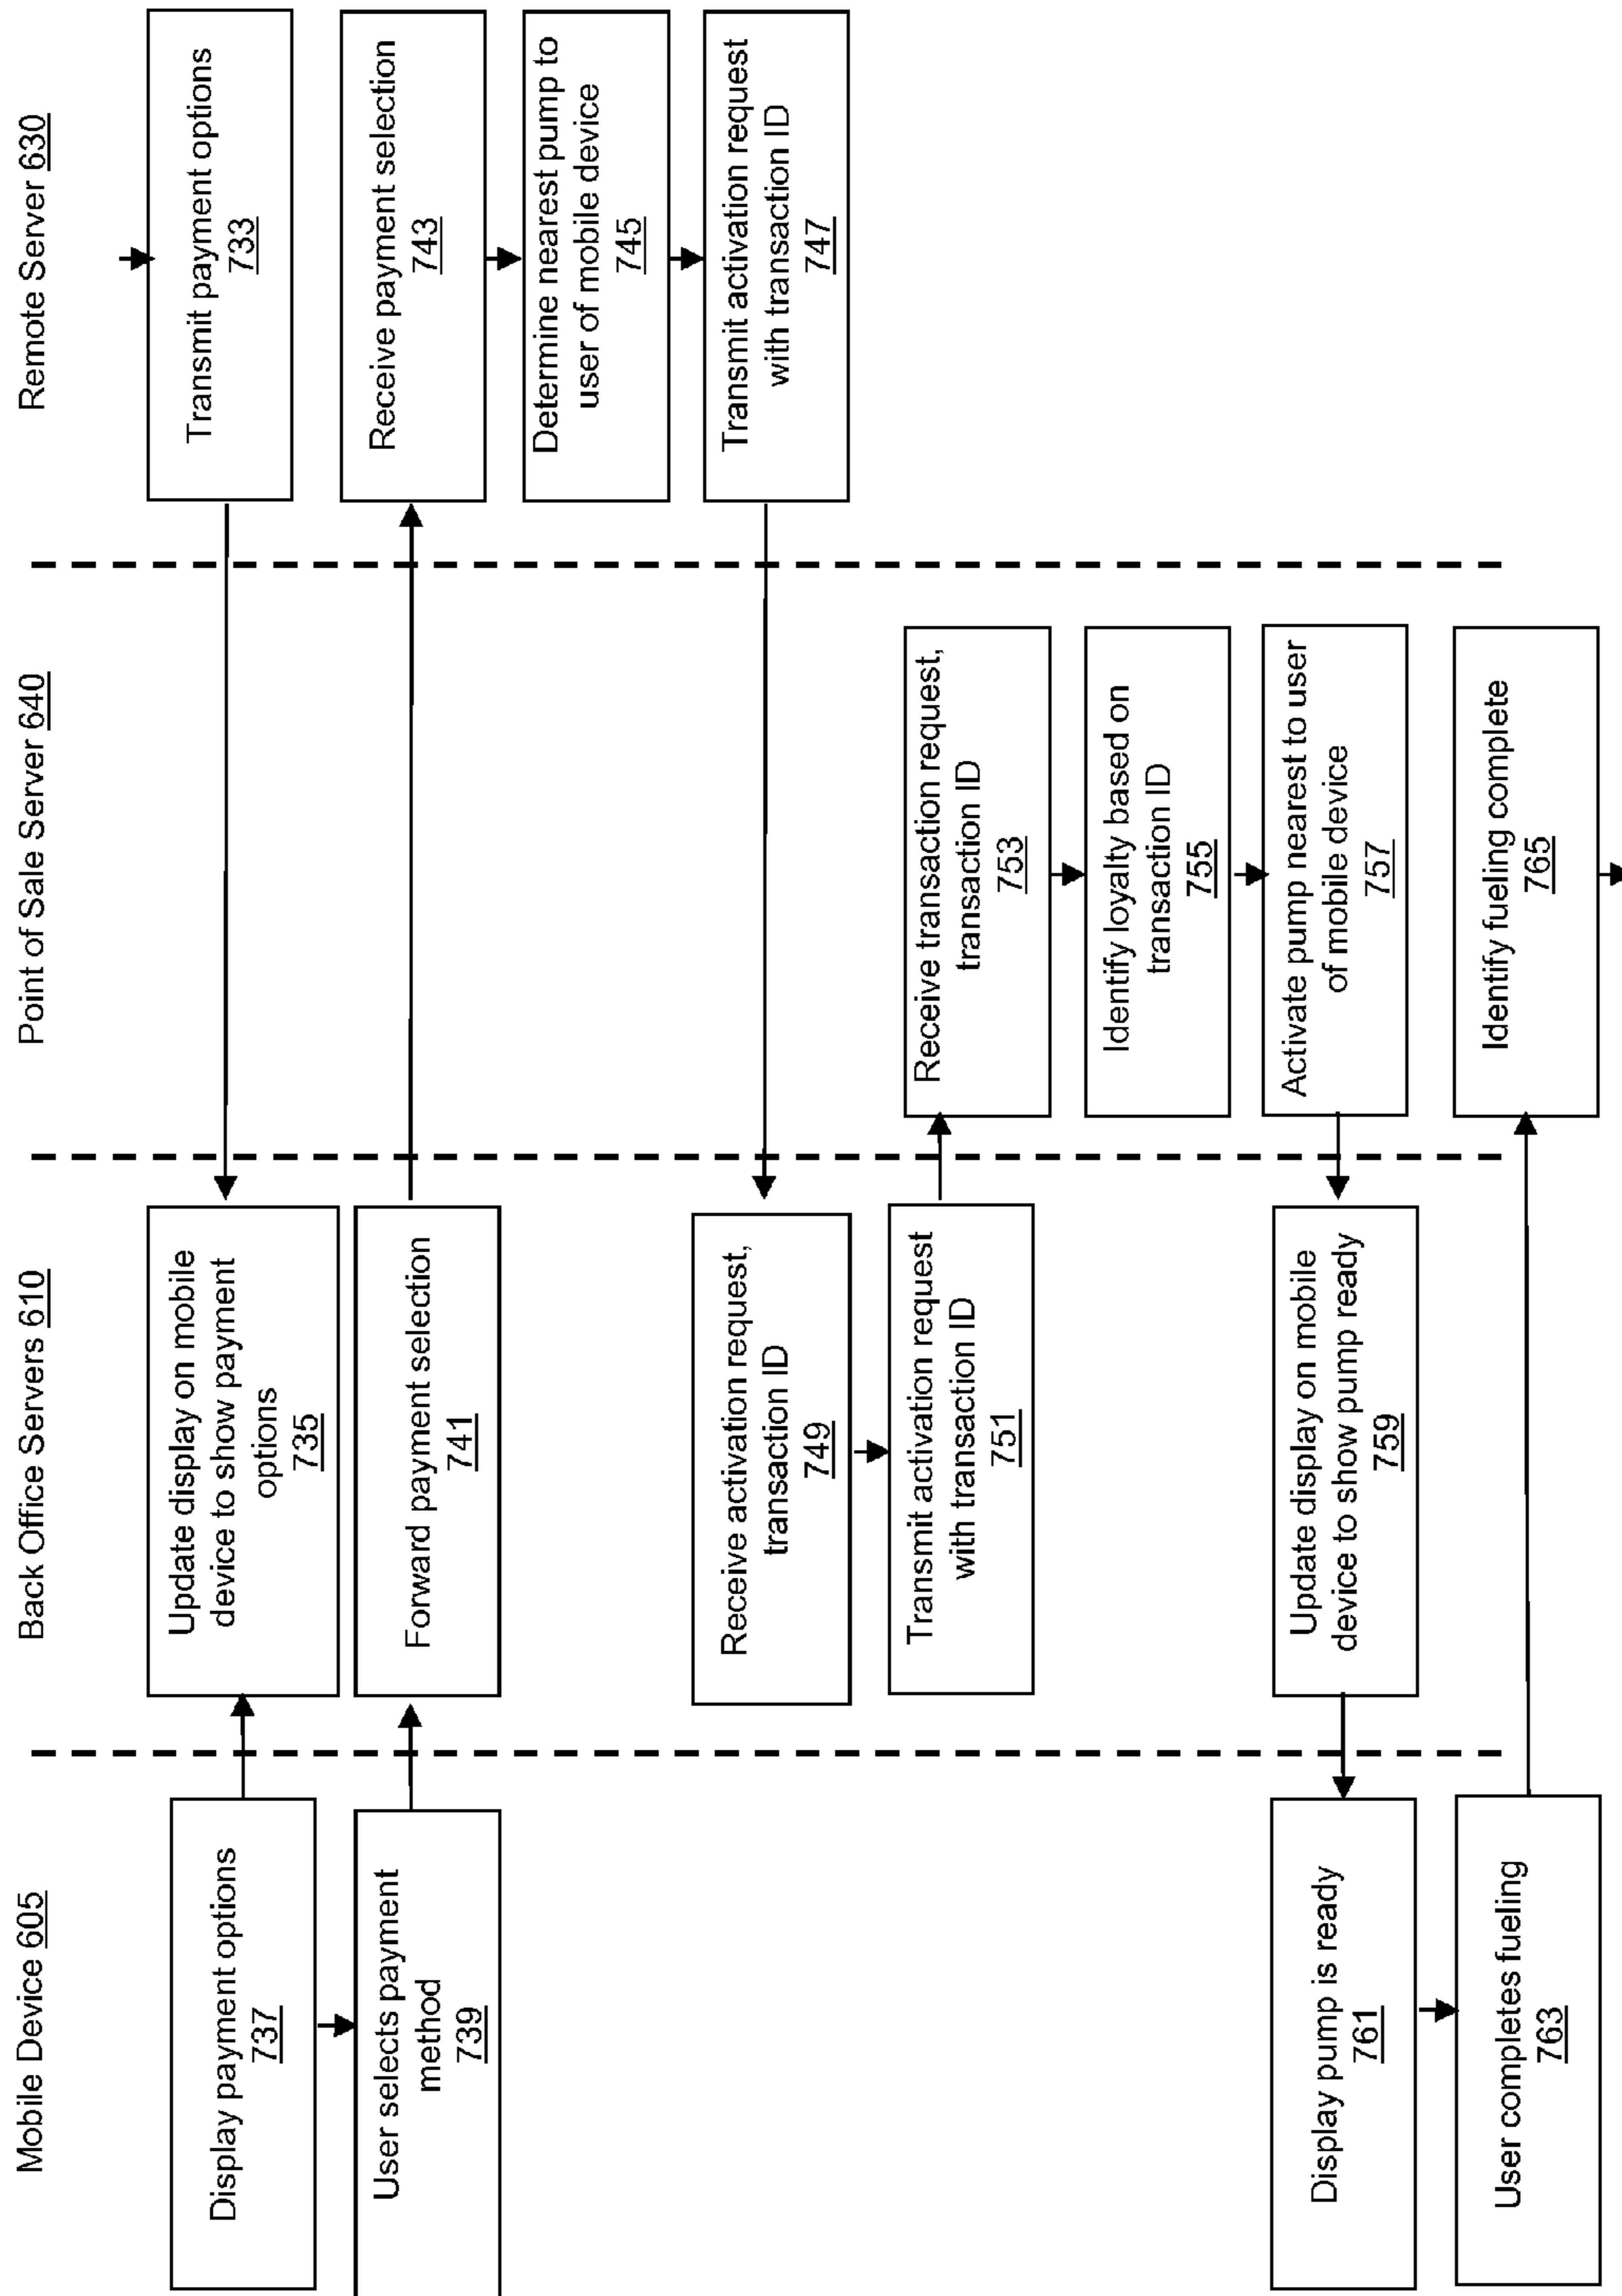 Mobile Device 605
Back Office Servers 610
Point of Sale Server 640
Remote Server 630
Transmit payment options
733
Update display on mobile
device to show payment
options
735
Display payment options
737
User selects payment
method
739
Forward payment selection
741
Receive payment selection
743
Determine nearest pump to
user of mobile device
745
Transmit activation request
with transaction ID
747
Receive activation request,
transaction ID
749
Transmit activation request
with transaction ID
751
Receive transaction request,
transaction ID
753
Identify loyalty based on
transaction ID
755
Activate pump nearest to user
of mobile device
757
Update display on mobile
device to show pump ready
759
Display pump is ready
761
User completes fueling
763
Identify fueling complete
765